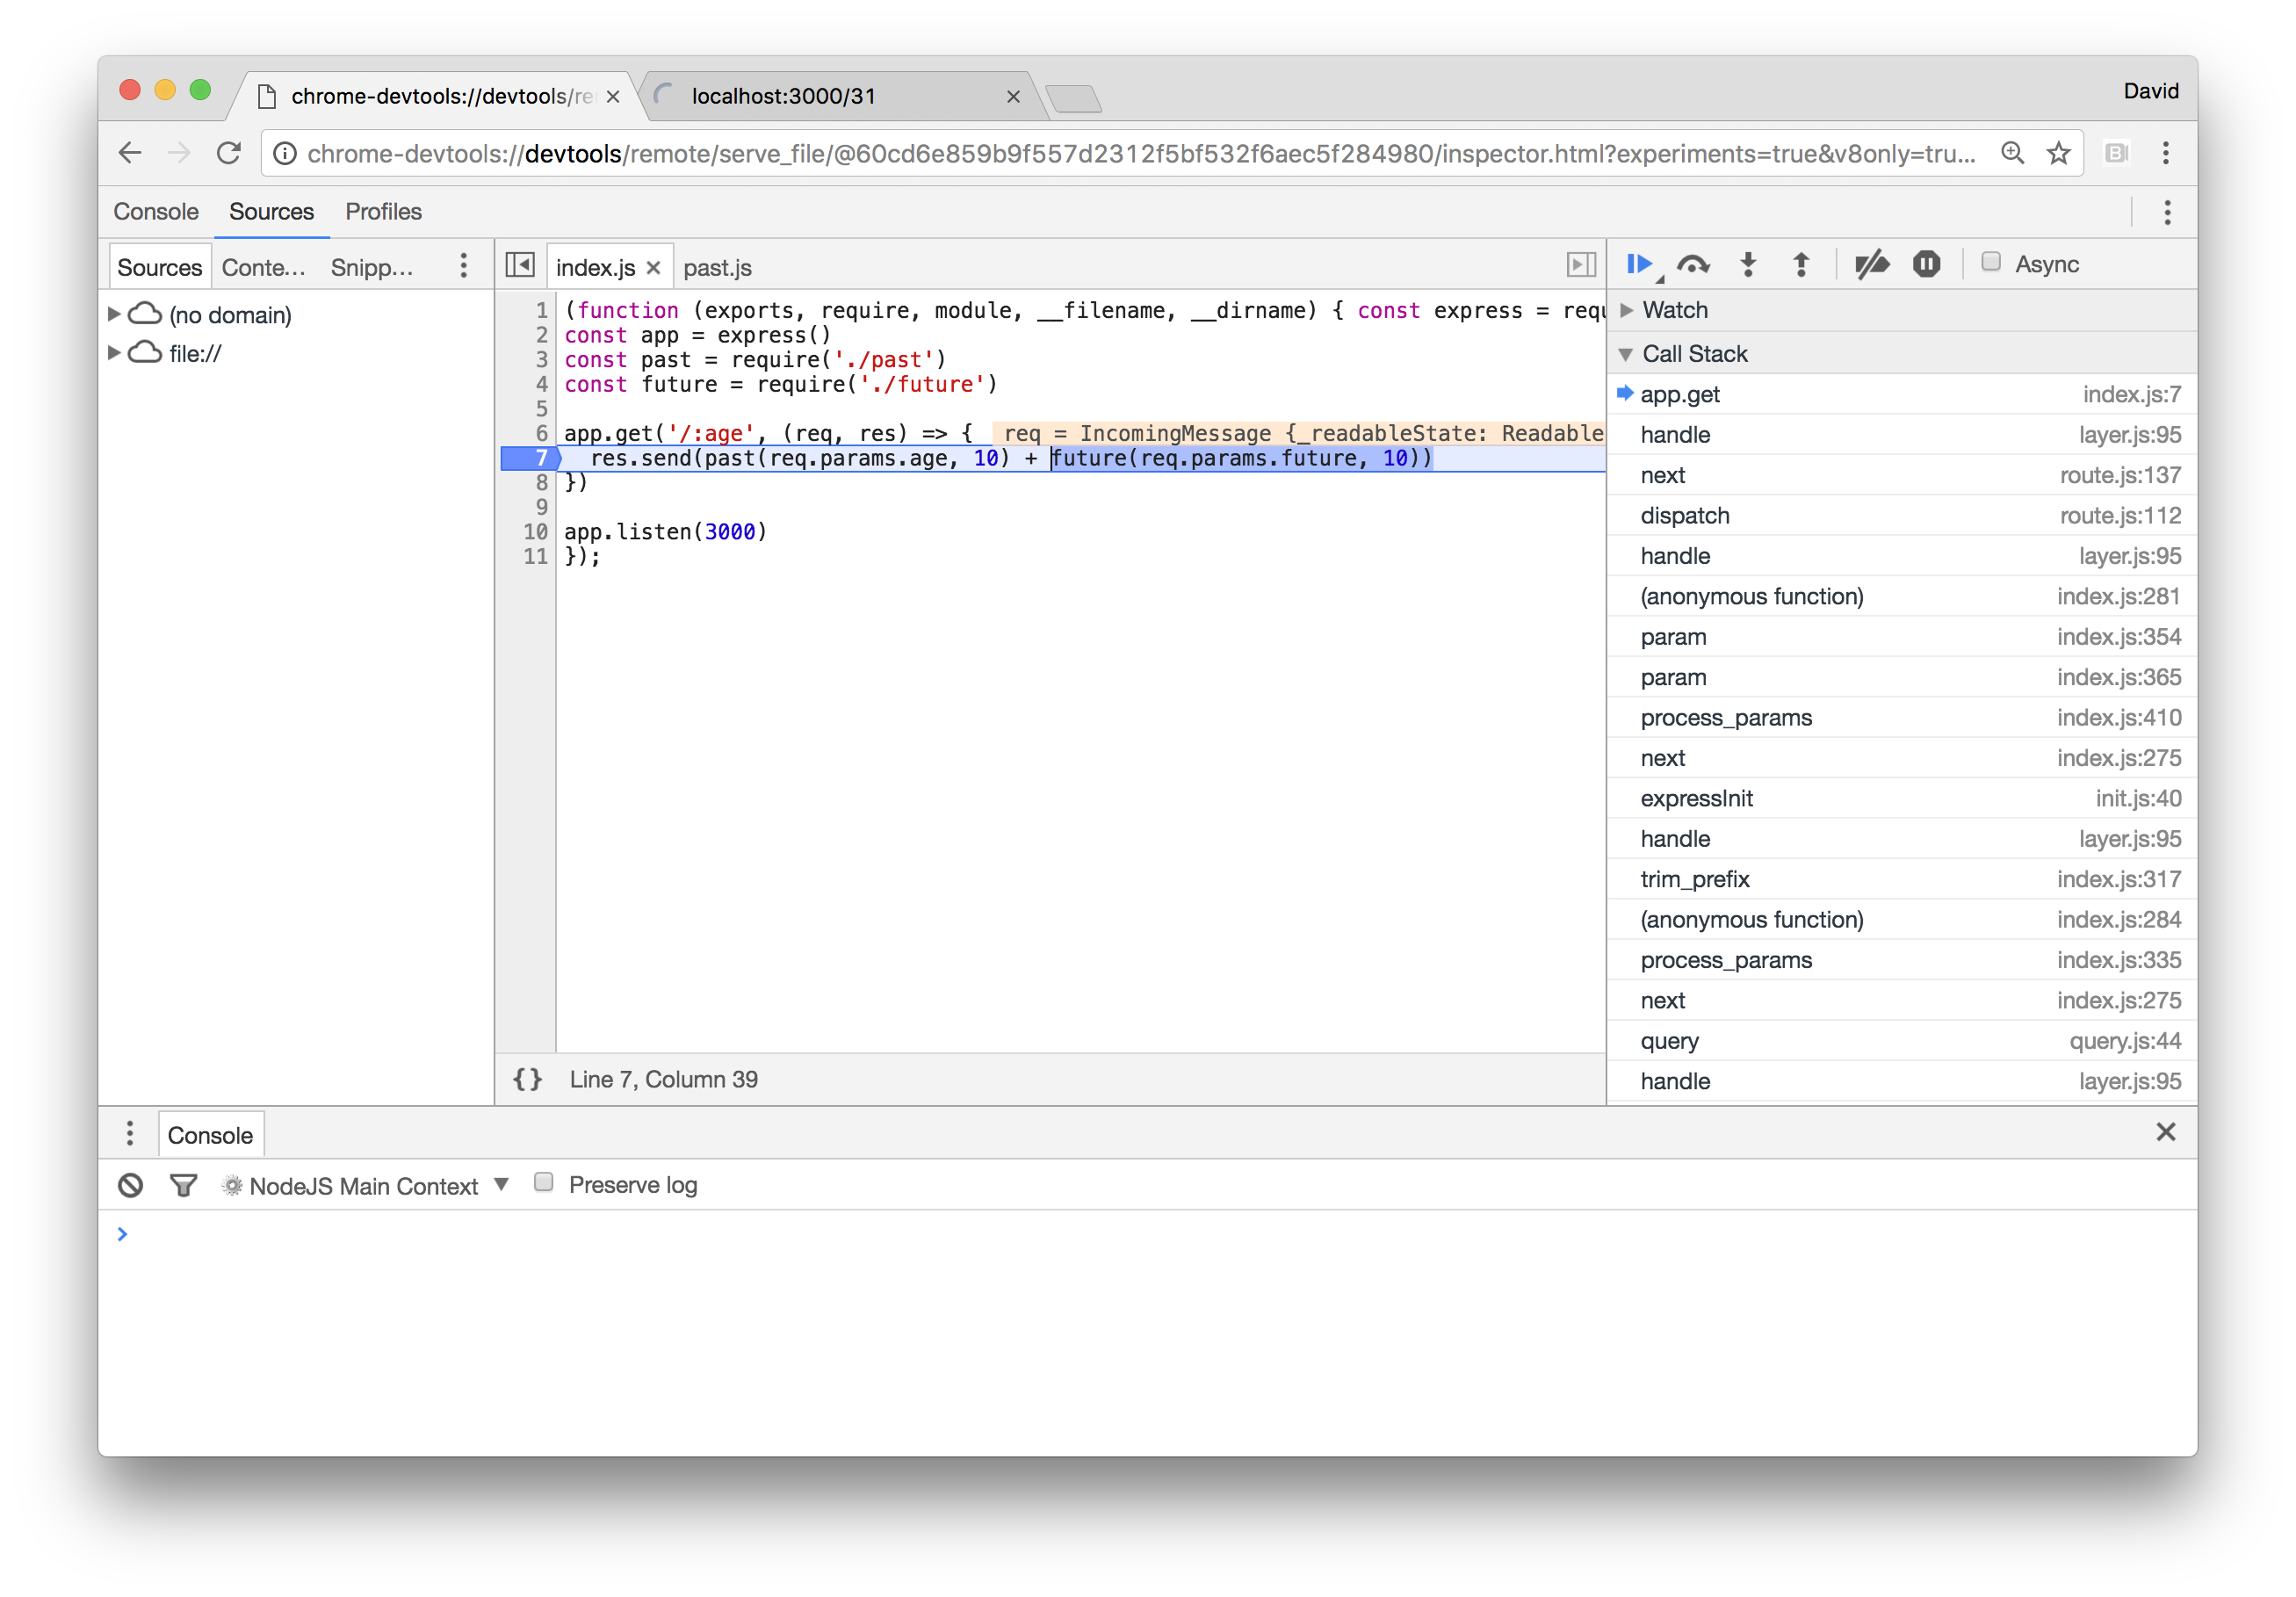 chrome-devtools://devtools/re
localhost:3000/31
David
chrome-devtools://devtools/remote/serve_file/@60cd6e859b9f557d2312f5bf532f6aec5f284980/inspector.html?experiments=true&v8only=tru...
Console Sources Profiles
Sources Conte... Snipp...
(no domain)
file://
index.js past.js
1 (function (exports, require, module, __filename, __dirname) { const express = requ
2 const app = express()
3 const past = require('./past')
4 const future = require('./future')
5
6 app.get('/:age', (req, res) => { req = IncomingMessage {_readableState: Readable
7 res.send(past(req.params.age, 10) + future(req.params.future, 10))
8 })
9
10 app.listen(3000)
11 });
{} Line 7, Column 39
Async
Watch
Call Stack
app.get index.js:7
handle layer.js:95
next route.js:137
dispatch route.js:112
handle layer.js:95
(anonymous function) index.js:281
param index.js:354
param index.js:365
process_params index.js:410
next index.js:275
expressInit init.js:40
handle layer.js:95
trim_prefix index.js:317
(anonymous function) index.js:284
process_params index.js:335
next index.js:275
query query.js:44
handle layer.js:95
Console
NodeJS Main Context Preserve log